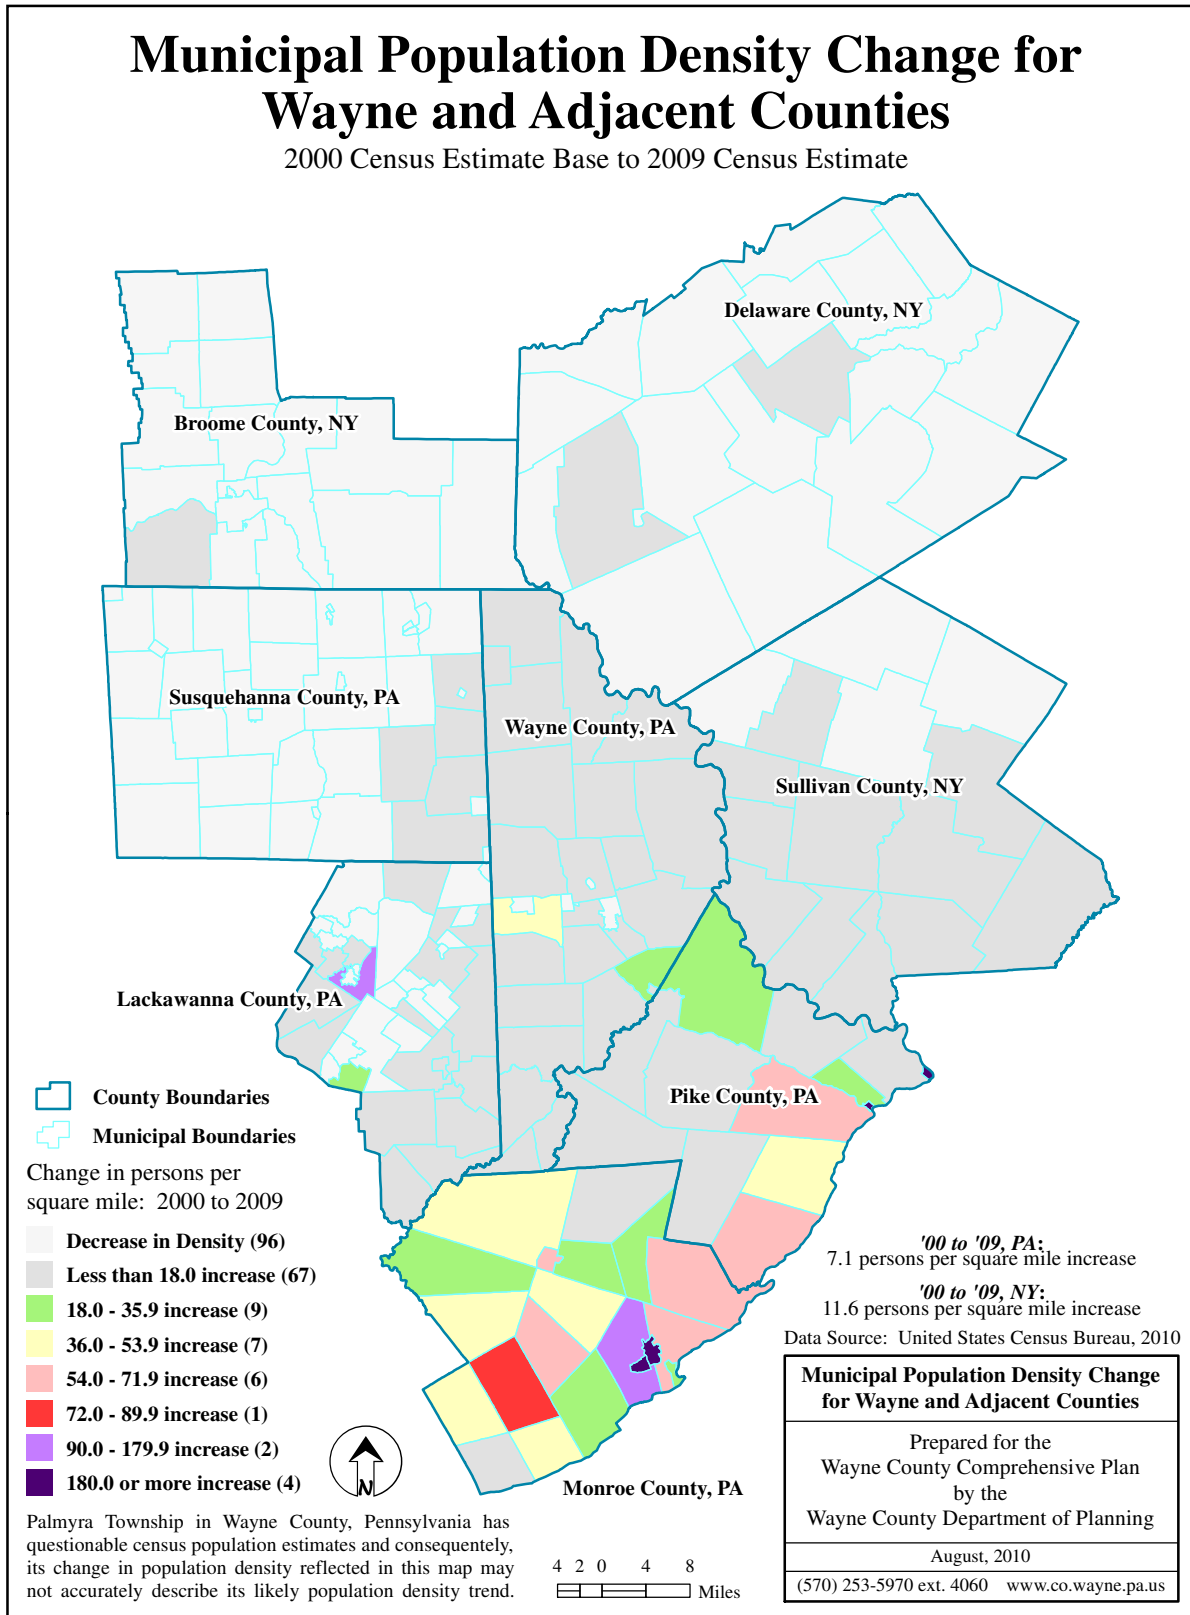 Municipal Population Density Change for
Wayne and Adjacent Counties
2000 Census Estimate Base to 2009 Census Estimate
Delaware County, NY
Broome County, NY
Susquehanna County, PA
Wayne County, PA
Sullivan County, NY
Lackawanna County, PA
Pike County, PA
Monroe County, PA
County Boundaries
Municipal Boundaries
Change in persons per
square mile: 2000 to 2009
Decrease in Density (96)
Less than 18.0 increase (67)
18.0 - 35.9 increase (9)
36.0 - 53.9 increase (7)
54.0 - 71.9 increase (6)
72.0 - 89.9 increase (1)
90.0 - 179.9 increase (2)
180.0 or more increase (4)
N
Palmyra Township in Wayne County, Pennsylvania has
questionable census population estimates and consequently,
its change in population density reflected in this map may
not accurately describe its likely population density trend.
4 2 0 4 8
Miles
'00 to '09, PA:
7.1 persons per square mile increase
'00 to '09, NY:
11.6 persons per square mile increase
Data Source: United States Census Bureau, 2010
Municipal Population Density Change
for Wayne and Adjacent Counties
Prepared for the
Wayne County Comprehensive Plan
by the
Wayne County Department of Planning
August, 2010
(570) 253-5970 ext. 4060 www.co.wayne.pa.us